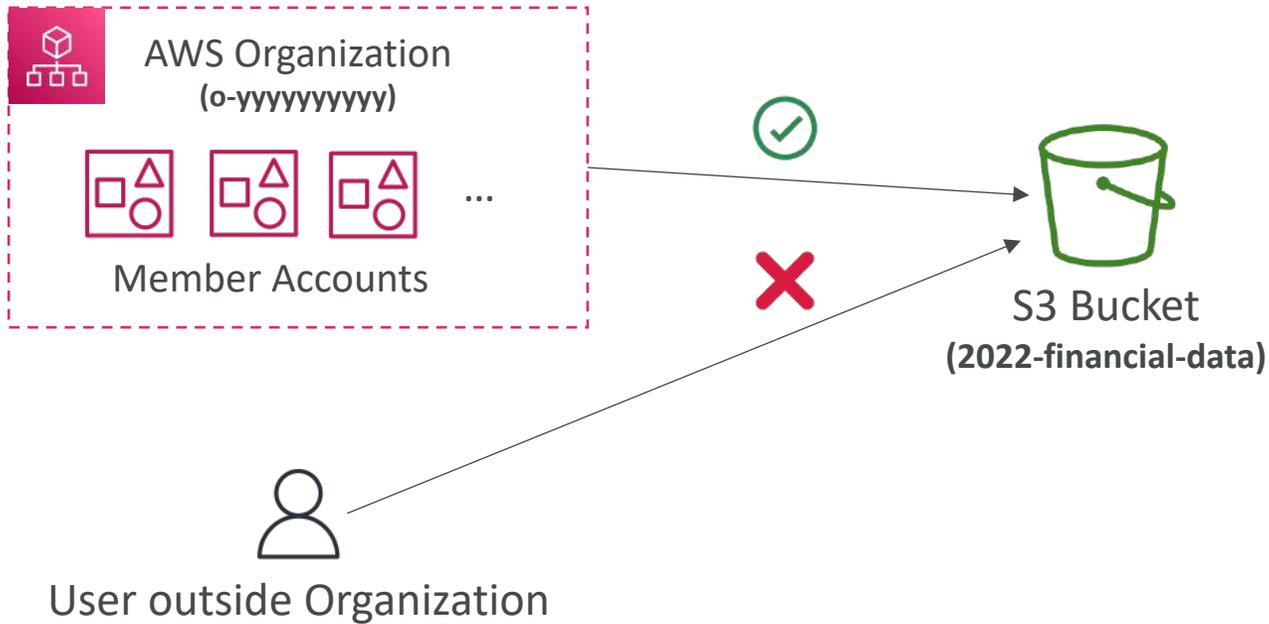 AWS Organization
(o-yyyyyyyyyy)
...
Member Accounts
S3 Bucket
(2022-financial-data)
User outside Organization